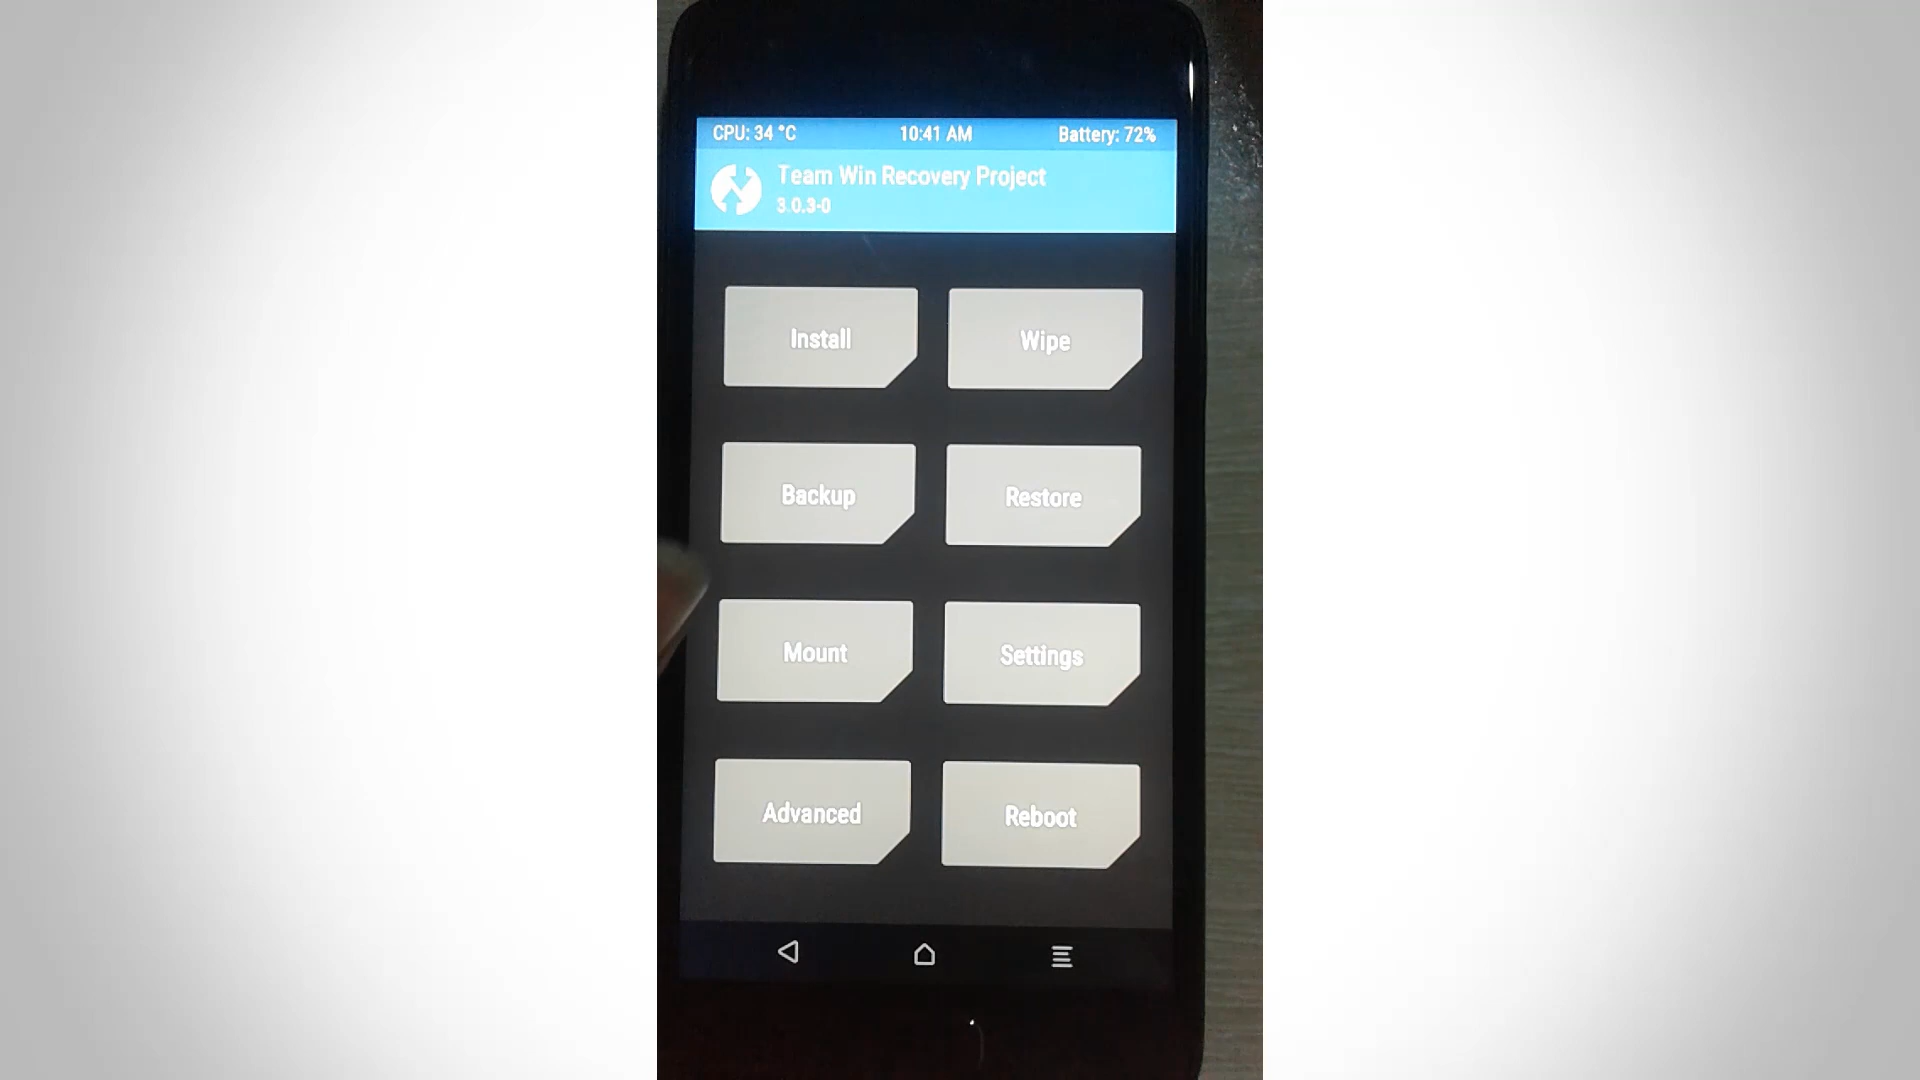 CPU: 34 °C 10:41 AM Battery: 72%
Team Win Recovery Project
3.0.3-0
Install Wipe
Backup Restore
Mount Settings
Advanced Reboot